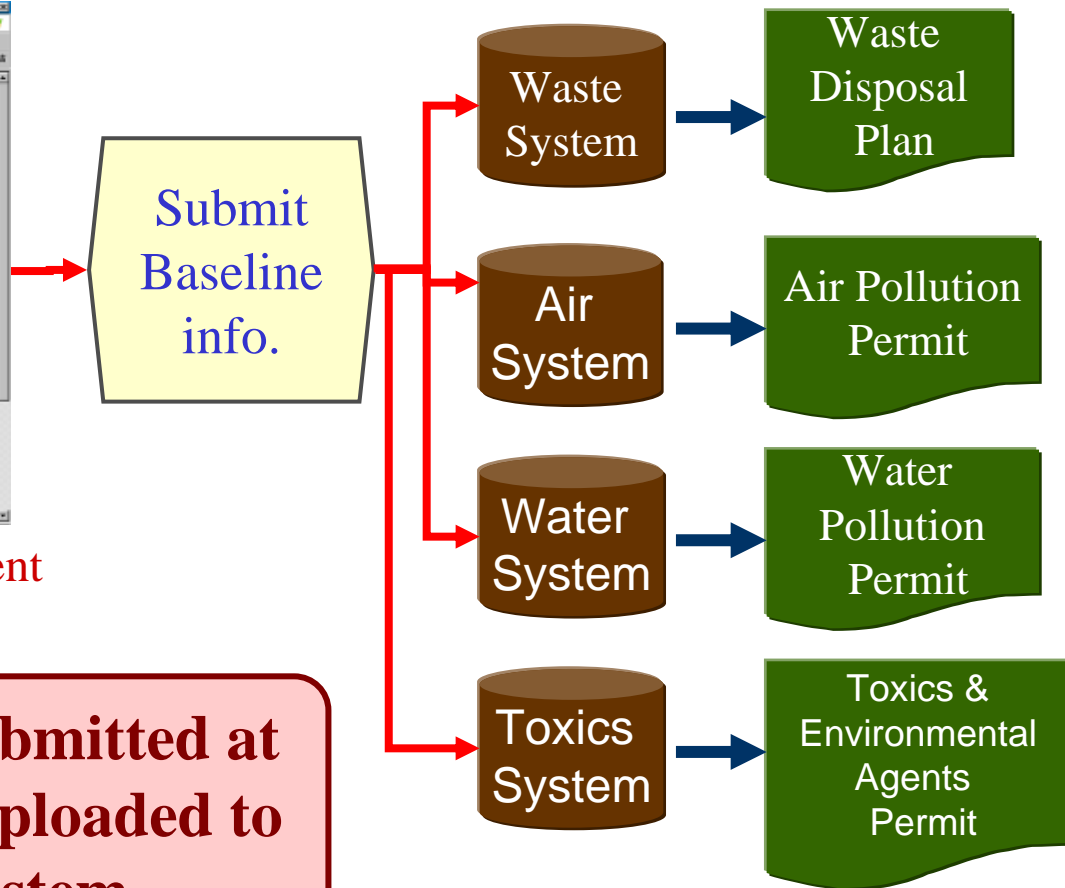 Submit
Baseline
info.
Waste
System
Waste
Disposal
Plan
Air
System
Air Pollution
Permit
Water
System
Water
Pollution
Permit
Toxics
System
Toxics &
Environmental
Agents
Permit
ent
bmitted at
ploaded to